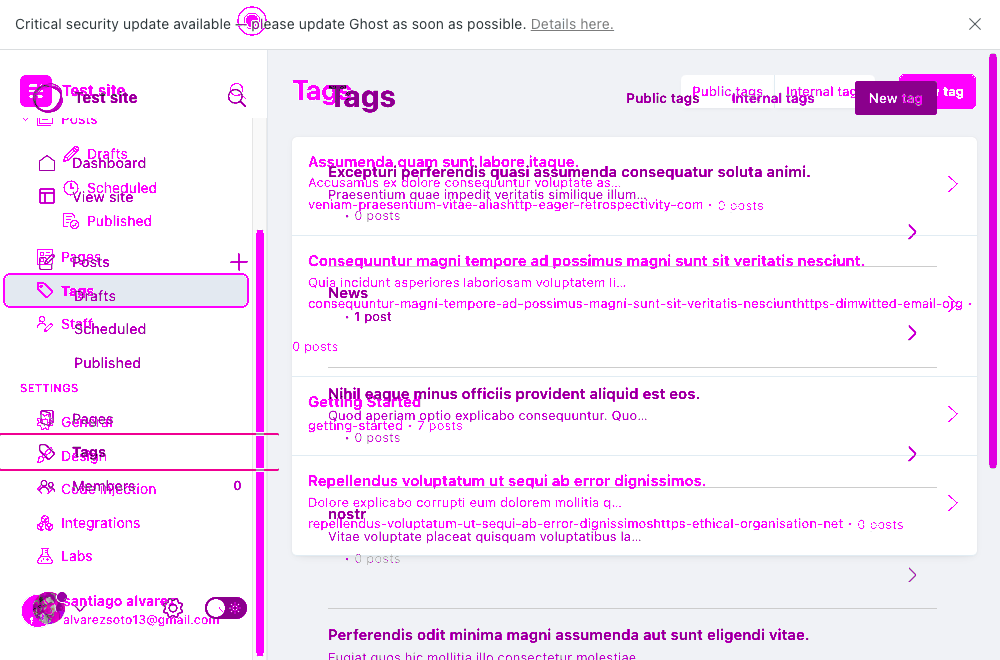 Critical security update available — please update Ghost as soon as possible. Details here.
Test site
Test site
Posts
Drafts
Dashboard
Scheduled
View site
Published
Pages
Posts
Tags
Drafts
Staff
Scheduled
Published
SETTINGS
Pages
General
Tags
Design
Members 0
Code injection
Integrations
Labs
santiago alvarez
alvarezsoto13@gmail.com
Tags
Tags
Public tags
Internal tags
Public tags
Internal tags
New tag
tag
Assumenda quam sunt labore itaque.
Excepturi perferendis quasi assumenda consequatur soluta animi.
Accusamus ex dolore consequuntur voluptate as...
Praesentium quae impedit veritatis similique illum...
veniam-praesentium-vitae-aliashttp-eager-retrospectivity-com • 0 posts
• 0 posts
Consequuntur magni tempore ad possimus magni sunt sit veritatis nesciunt.
Quia incidunt asperiores laboriosam voluptatem li...
News
consequuntur-magni-tempore-ad-possimus-magni-sunt-sit-veritatis-nesciunthttps-dimwitted-email-org •
• 1 post
0 posts
Nihil eaque minus officiis provident aliquid est eos.
Getting Started
Quod aperiam optio explicabo consequuntur. Quo...
getting-started • 7 posts
• 0 posts
Repellendus voluptatum ut sequi ab error dignissimos.
Dolore explicabo corrupti eum dolorem mollitia q...
nostr
repellendus-voluptatum-ut-sequi-ab-error-dignissimoshttps-ethical-organisation-net • 0 posts
Vitae voluptate placeat quisquam voluptatibus la...
• 0 posts
Perferendis odit minima magni assumenda aut sunt eligendi vitae.
Fugiat quos hic mollitia illo consectetur molestiae